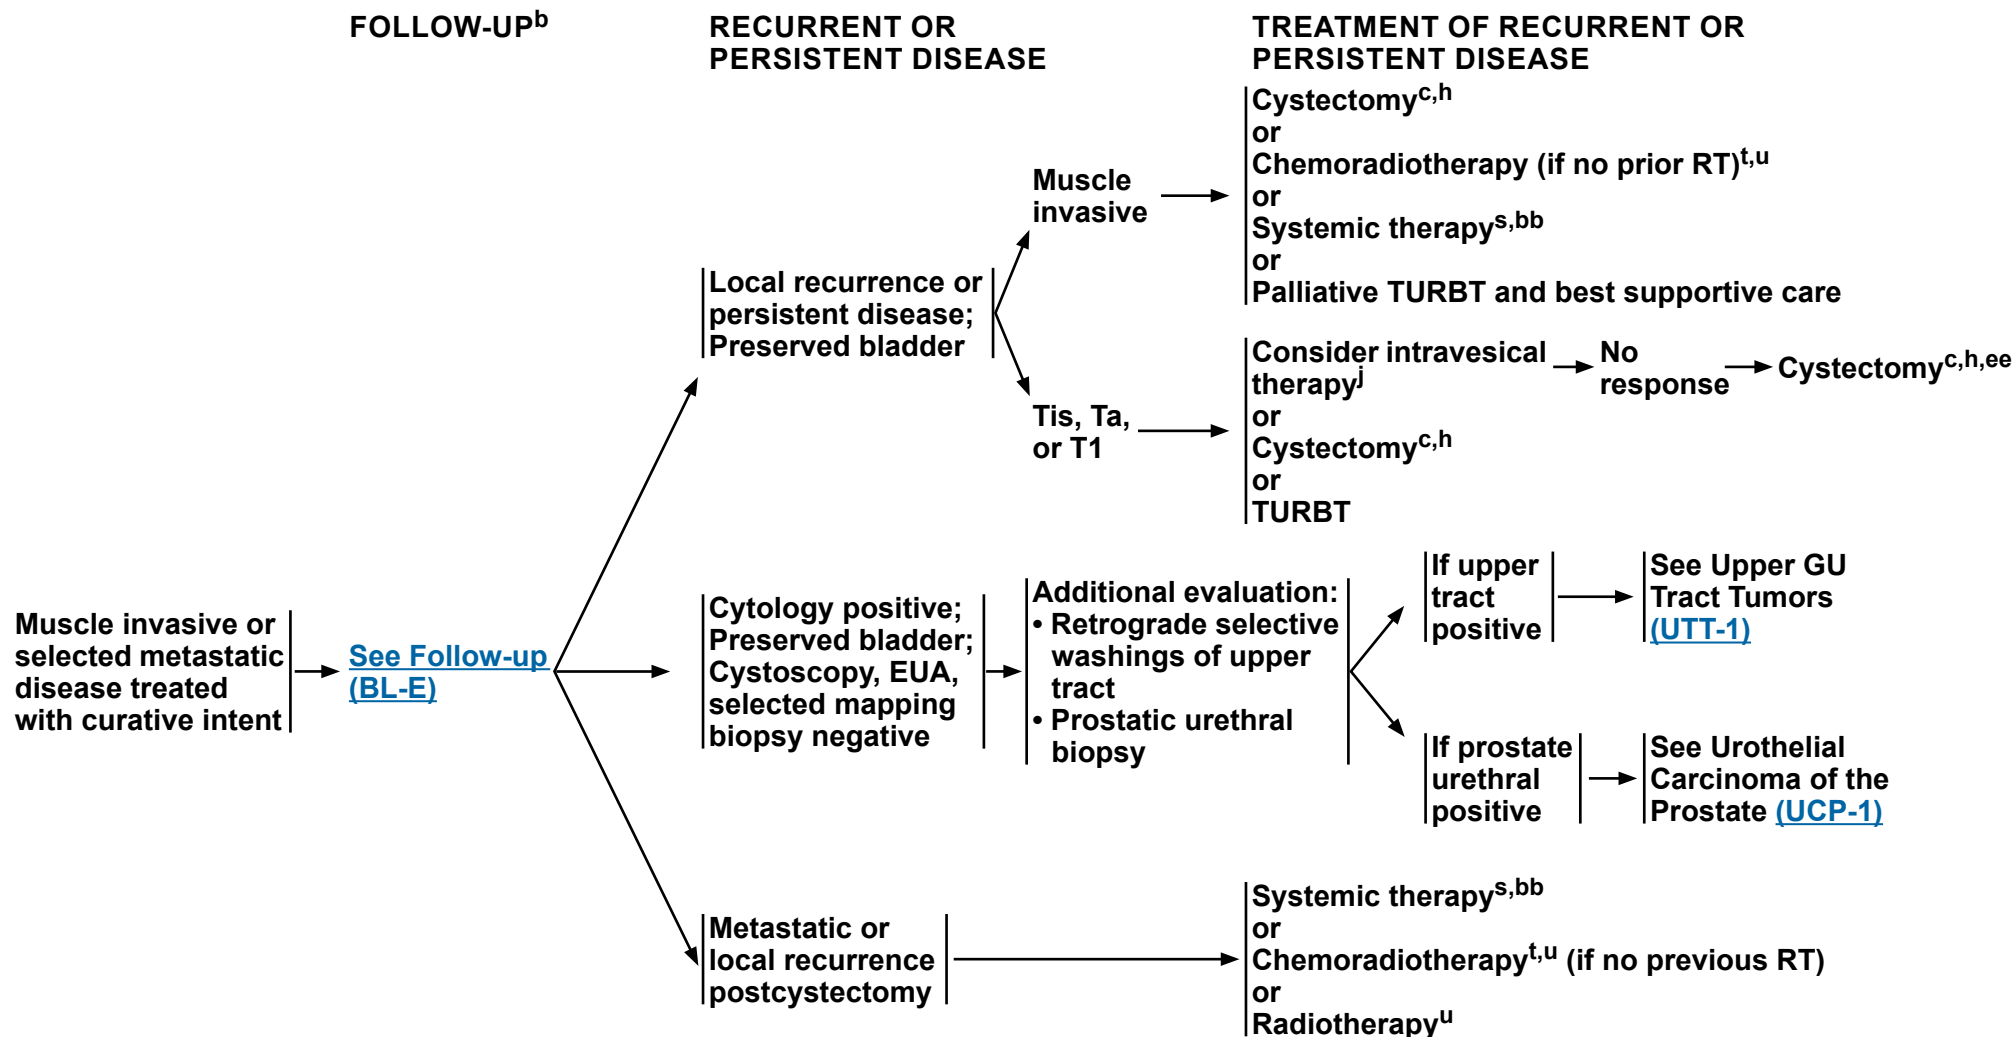 FOLLOW-UPb
RECURRENT OR
PERSISTENT DISEASE
TREATMENT OF RECURRENT OR
PERSISTENT DISEASE
Muscle invasive or
selected metastatic
disease treated
with curative intent
See Follow-up
(BL-E)
Local recurrence or
persistent disease;
Preserved bladder
Muscle
invasive
Cystectomyc,h
or
Chemoradiotherapy (if no prior RT)t,u
or
Systemic therapys,bb
or
Palliative TURBT and best supportive care
Tis, Ta,
or T1
Consider intravesical
therapyj
or
Cystectomyc,h
or
TURBT
No
response
Cystectomyc,h,ee
Cytology positive;
Preserved bladder;
Cystoscopy, EUA,
selected mapping
biopsy negative
Additional evaluation:
• Retrograde selective
washings of upper
tract
• Prostatic urethral
biopsy
If upper
tract
positive
See Upper GU
Tract Tumors
(UTT-1)
If prostate
urethral
positive
See Urothelial
Carcinoma of the
Prostate (UCP-1)
Metastatic or
local recurrence
postcystectomy
Systemic therapys,bb
or
Chemoradiotherapyt,u (if no previous RT)
or
Radiotherapyu